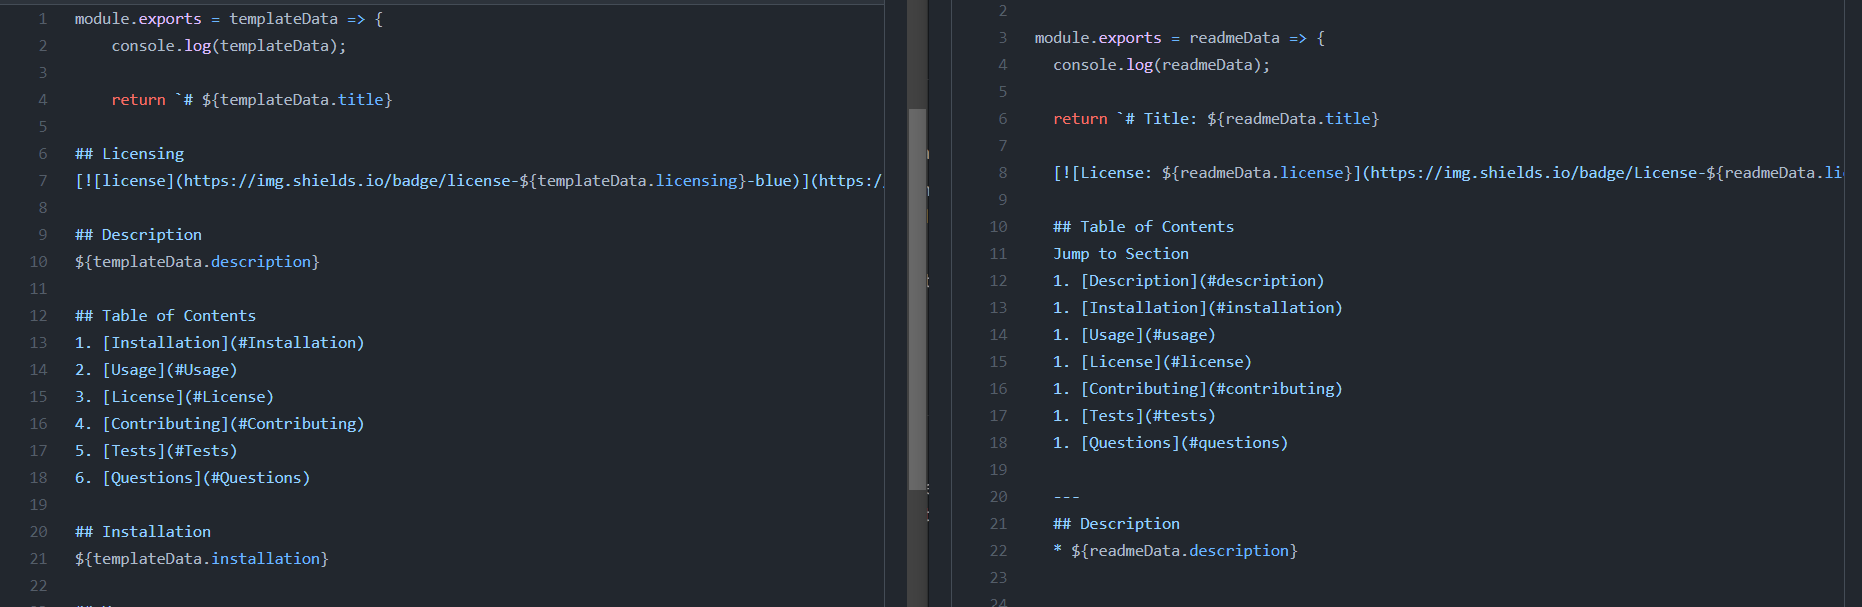 1 module.exports = templateData => {
2 console.log(templateData);
3
4 return `# ${templateData.title}
5
6 ## Licensing
7 [![license](https://img.shields.io/badge/license-${templateData.licensing}-blue)](https:/
8
9 ## Description
10 ${templateData.description}
11
12 ## Table of Contents
13 1. [Installation](#Installation)
14 2. [Usage](#Usage)
15 3. [License](#License)
16 4. [Contributing](#Contributing)
17 5. [Tests](#Tests)
18 6. [Questions](#Questions)
19
20 ## Installation
21 ${templateData.installation}
22
2
3 module.exports = readmeData => {
4 console.log(readmeData);
5
6 return `# Title: ${readmeData.title}
7
8 [![License: ${readmeData.license}](https://img.shields.io/badge/License-${readmeData.li
9
10 ## Table of Contents
11 Jump to Section
12 1. [Description](#description)
13 1. [Installation](#installation)
14 1. [Usage](#usage)
15 1. [License](#license)
16 1. [Contributing](#contributing)
17 1. [Tests](#tests)
18 1. [Questions](#questions)
19
20 ---
21 ## Description
22 * ${readmeData.description}
23
24